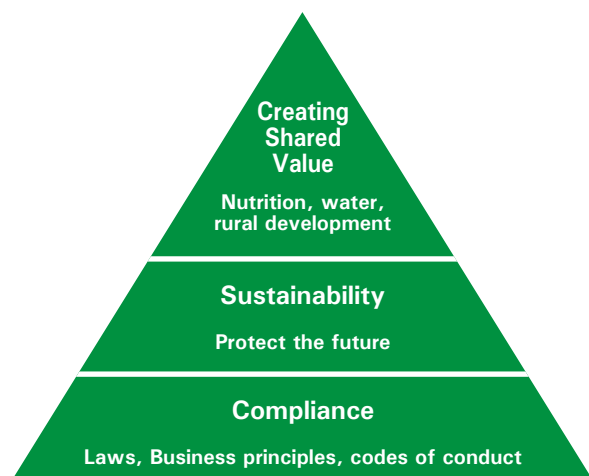 Creating
Shared
Value
Nutrition, water,
rural development
Sustainability
Protect the future
Compliance
Laws, Business principles, codes of conduct